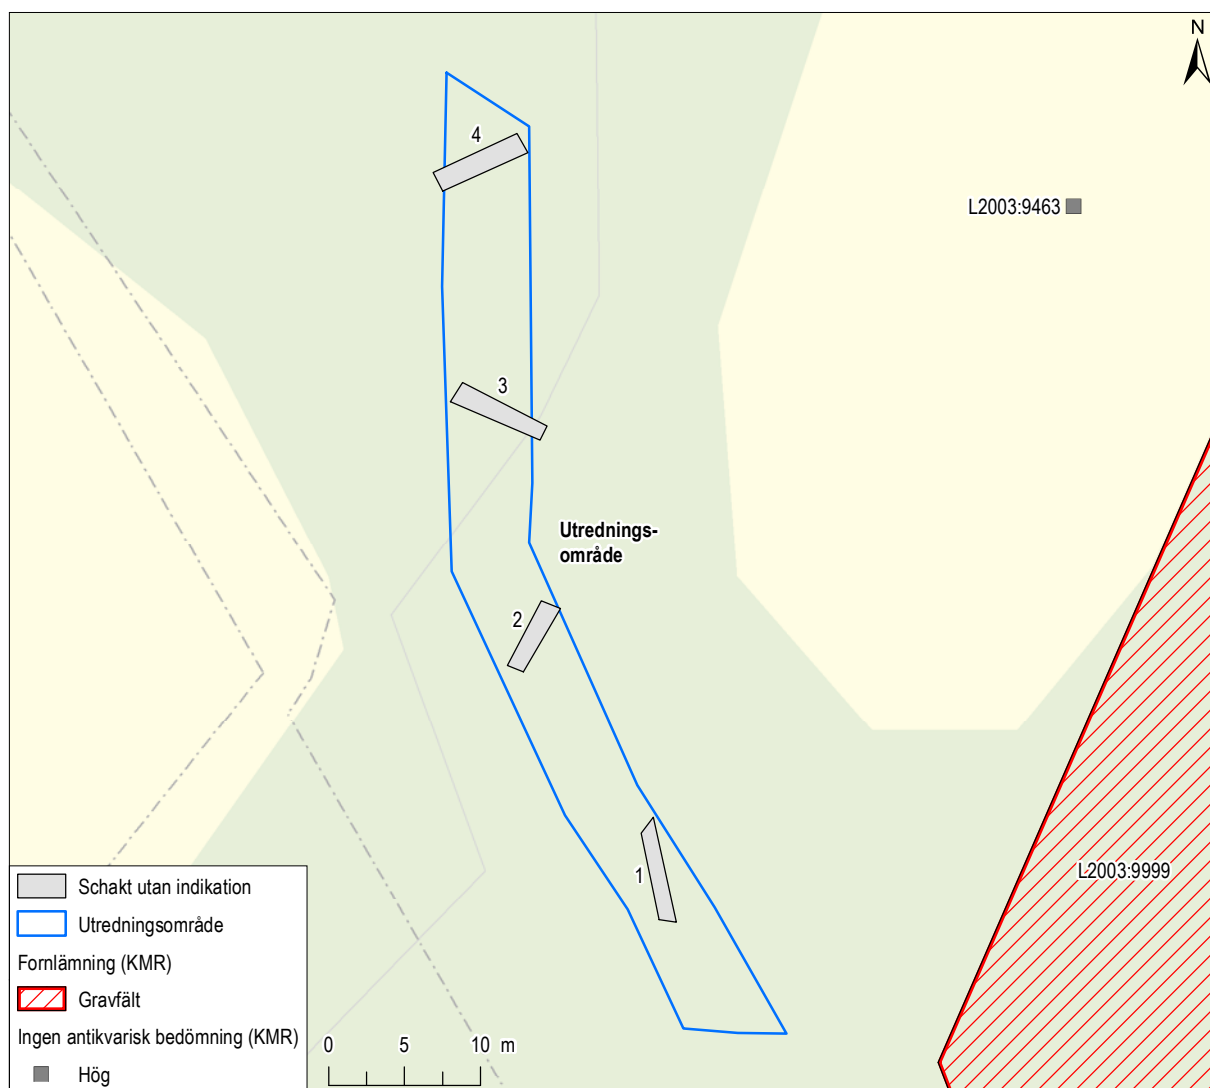 N
4
L2003:9463
3
Utrednings-
område
2
1
L2003:9999
Schakt utan indikation
Utredningsområde
Fornlämning (KMR)
Gravfält
Ingen antikvarisk bedömning (KMR)
Hög
0 5 10 m